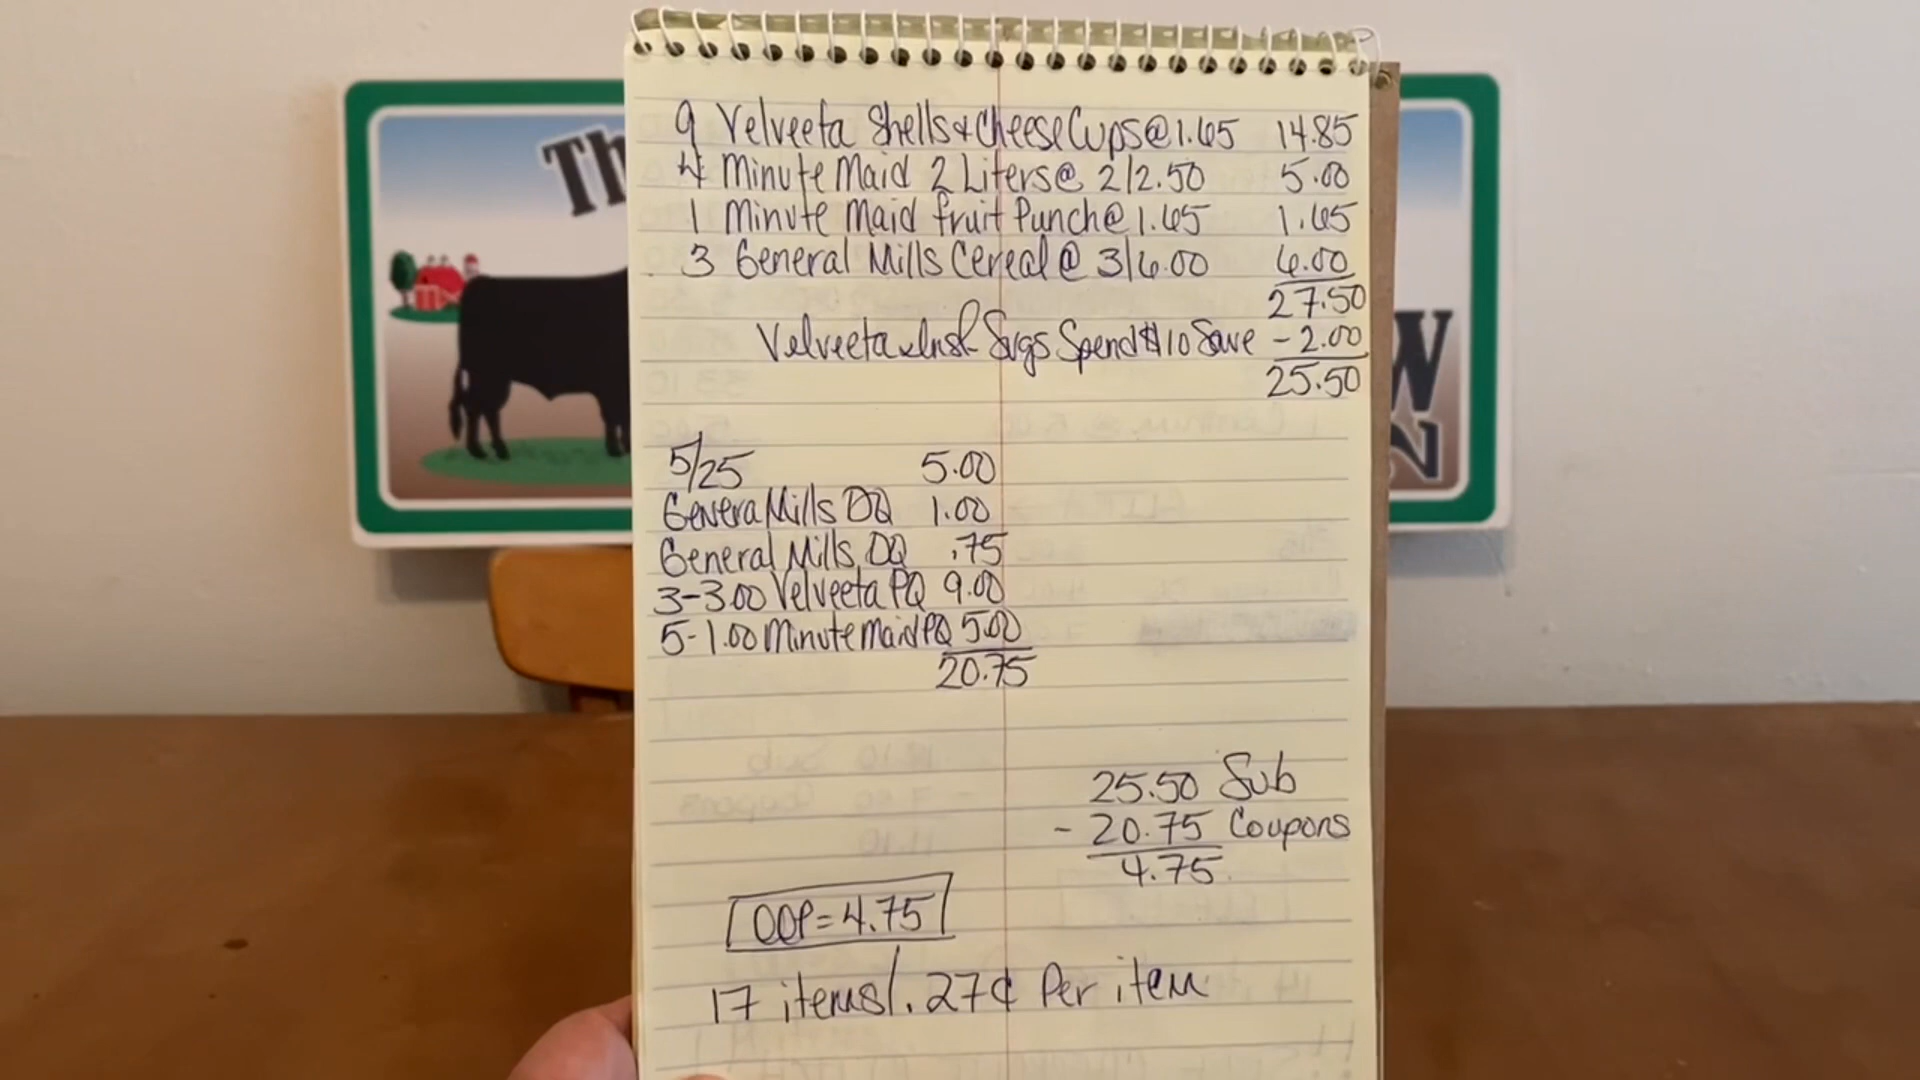 9 Velveeta Shells & Cheese Cups @ 1.65 14.85
4 Minute Maid 2 Liters @ 2/2.50 5.00
1 Minute Maid Fruit Punch @ 1.65 1.65
3 General Mills Cereal @ 3/6.00 6.00
27.50
Velveeta Inst Svgs Spend $10 Save - 2.00
25.50
5/25 5.00
General Mills DQ 1.00
General Mills DQ .75
3-3.00 Velveeta PQ 9.00
5-1.00 Minute Maid PQ 5.00
20.75
25.50 Sub
- 20.75 Coupons
4.75
OOP = 4.75
17 items/.27¢ Per item
Th
W